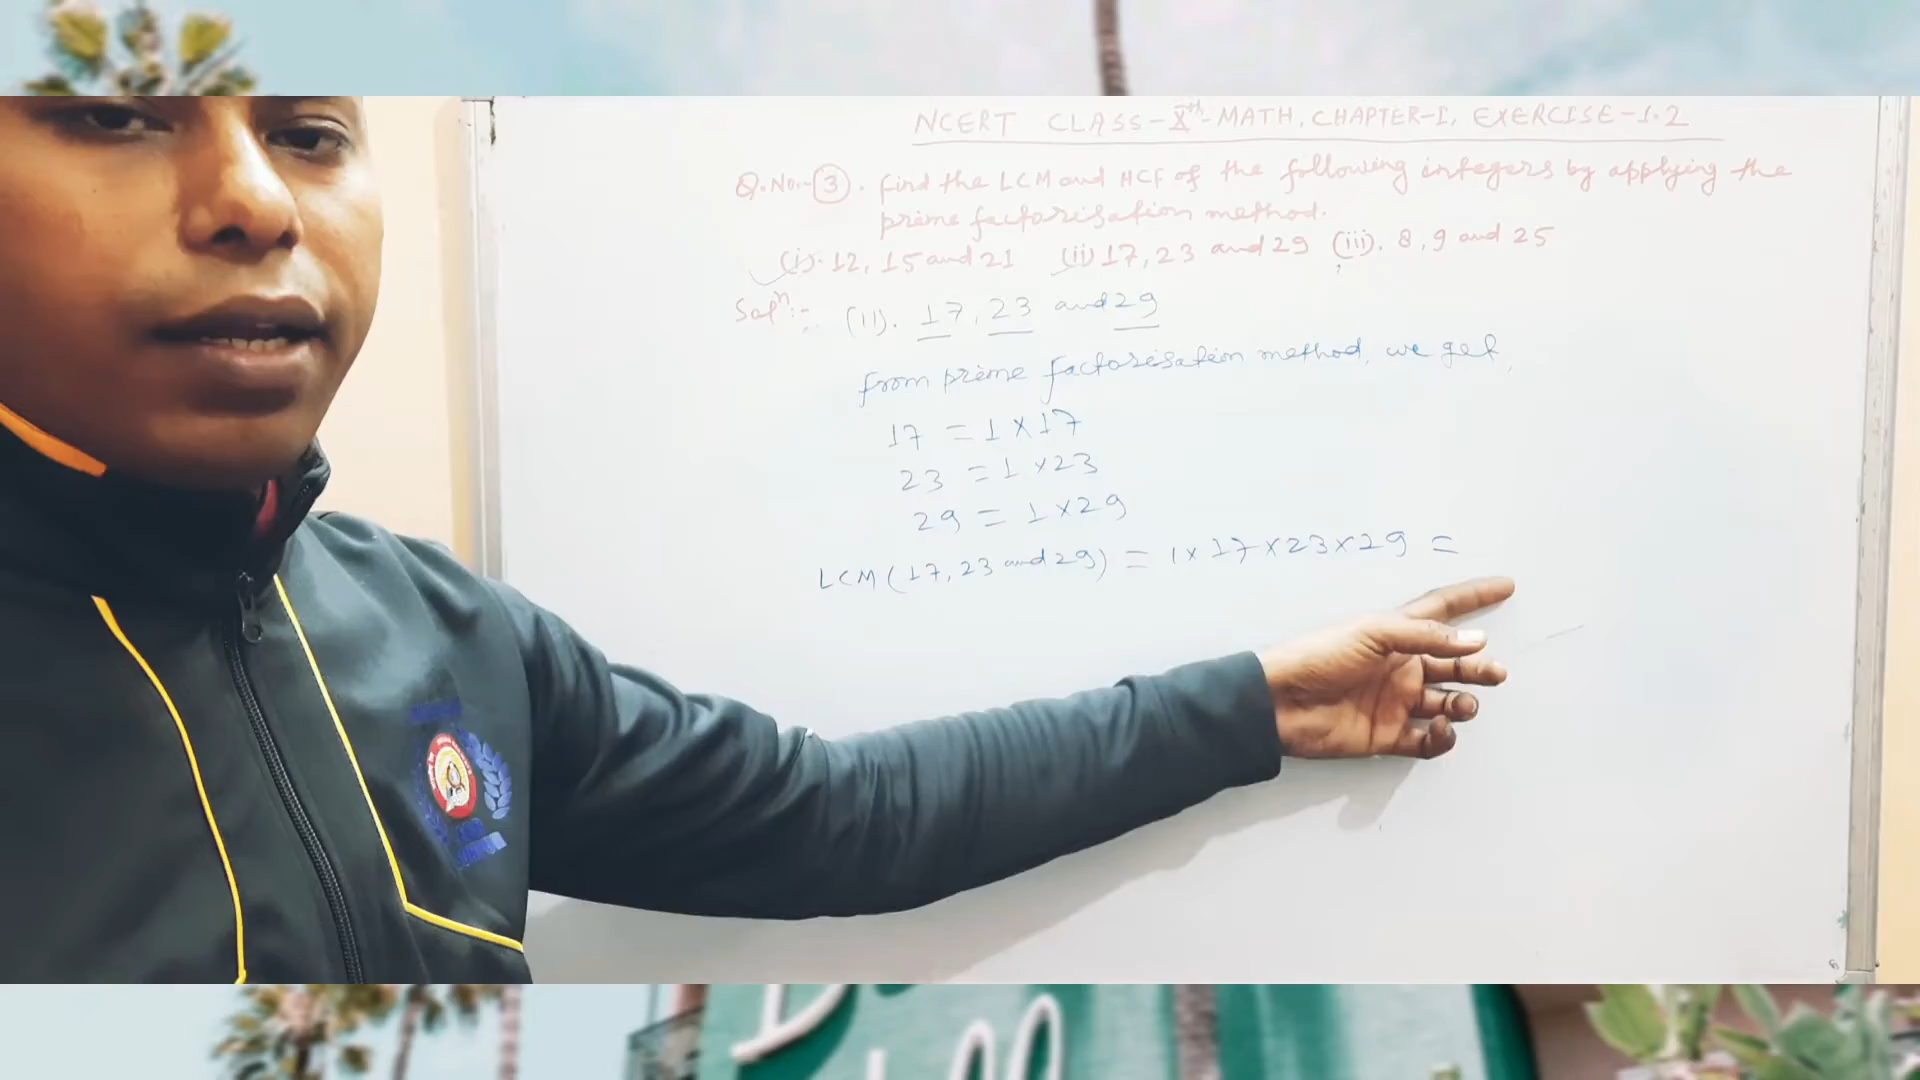 NCERT CLASS-Xth-MATH, CHAPTER-1, EXERCISE-1.2
Q.No:-(3). Find the LCM and HCF of the following integers by applying the
prime factorisation method.
(i). 12, 15 and 21 (ii) 17, 23 and 29 (iii). 8, 9 and 25
Solⁿ:- (ii). 17, 23 and 29
from prime factorisation method, we get,
17 = 1 × 17
23 = 1 × 23
29 = 1 × 29
LCM (17, 23 and 29) = 1 × 17 × 23 × 29 =